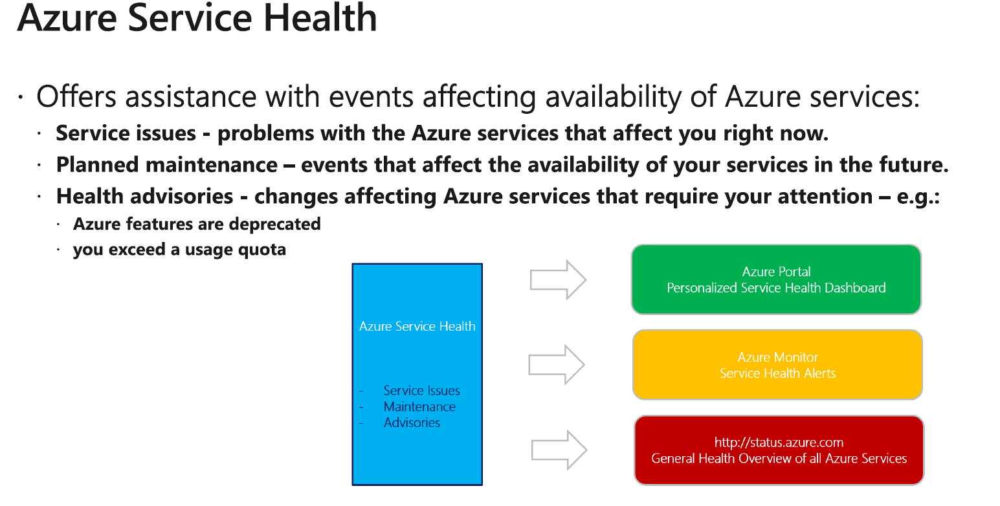 Azure Service Health
· Offers assistance with events affecting availability of Azure services:
· Service issues - problems with the Azure services that affect you right now.
· Planned maintenance – events that affect the availability of your services in the future.
· Health advisories - changes affecting Azure services that require your attention – e.g.:
· Azure features are deprecated
· you exceed a usage quota
Azure Service Health
- Service Issues
- Maintenance
- Advisories
Azure Portal
Personalized Service Health Dashboard
Azure Monitor
Service Health Alerts
http://status.azure.com
General Health Overview of all Azure Services